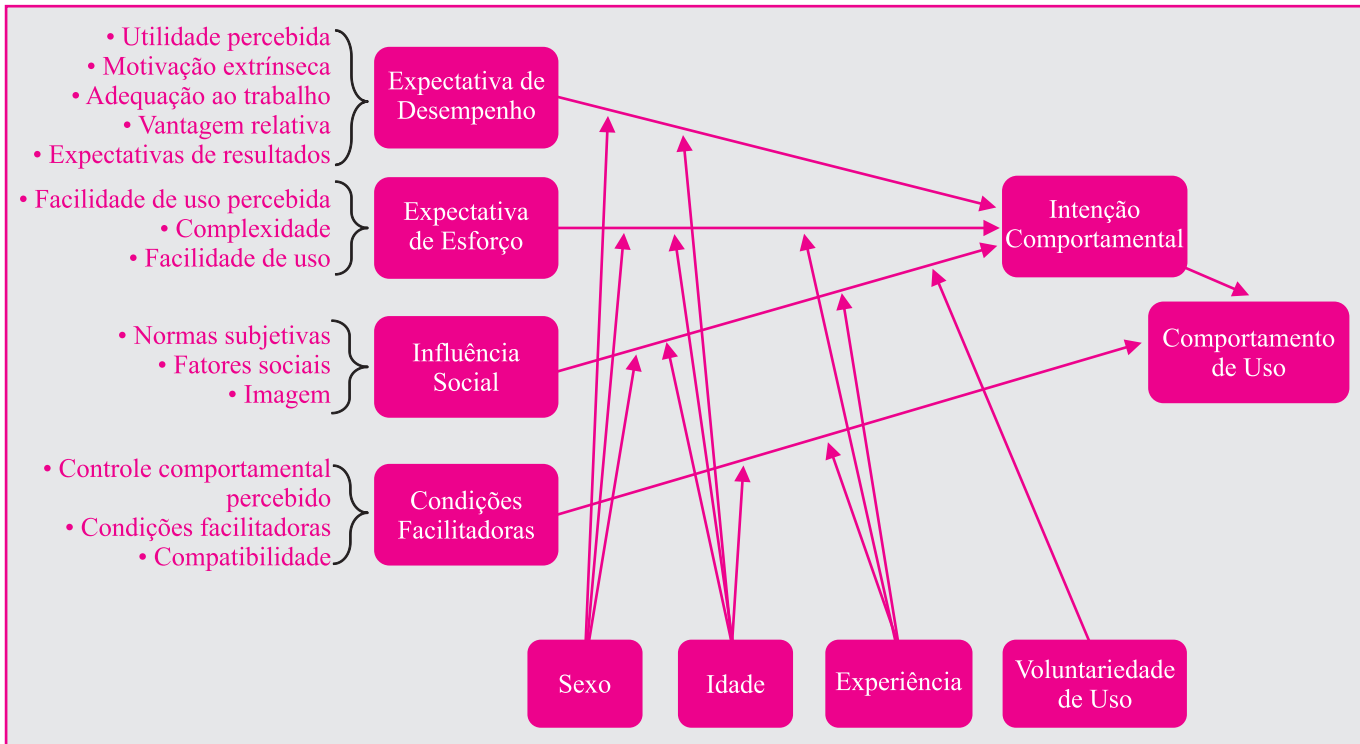 • Utilidade percebida
• Motivação extrínseca
• Adequação ao trabalho
• Vantagem relativa
• Expectativas de resultados
Expectativa de
Desempenho
• Facilidade de uso percebida
• Complexidade
• Facilidade de uso
Expectativa
de Esforço
Intenção
Comportamental
• Normas subjetivas
• Fatores sociais
• Imagem
Influência
Social
Comportamento
de Uso
• Controle comportamental
percebido
• Condições facilitadoras
• Compatibilidade
Condições
Facilitadoras
Sexo
Idade
Experiência
Voluntariedade
de Uso